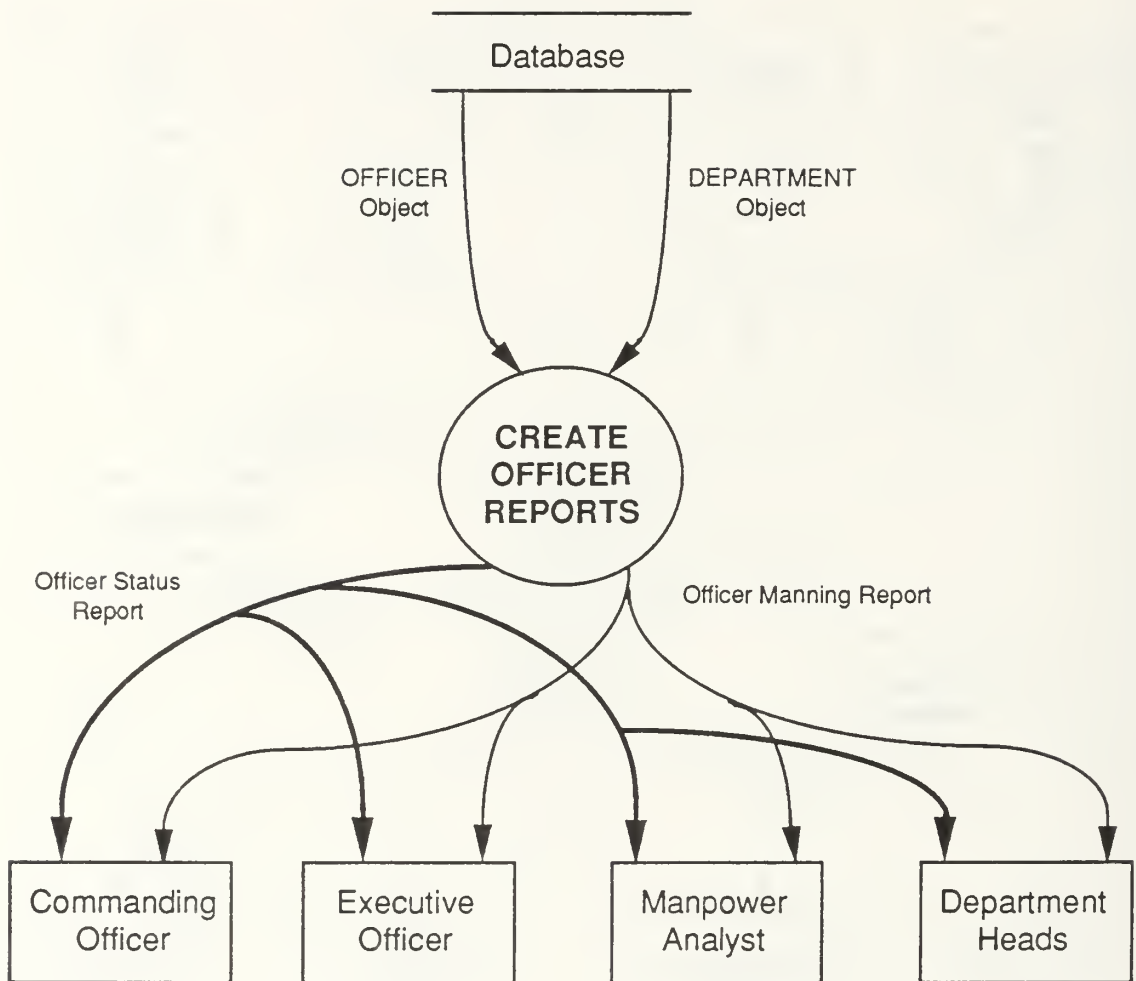 Database
OFFICER
Object
DEPARTMENT
Object
CREATE
OFFICER
REPORTS
Officer Status
Report
Officer Manning Report
Commanding
Officer
Executive
Officer
Manpower
Analyst
Department
Heads